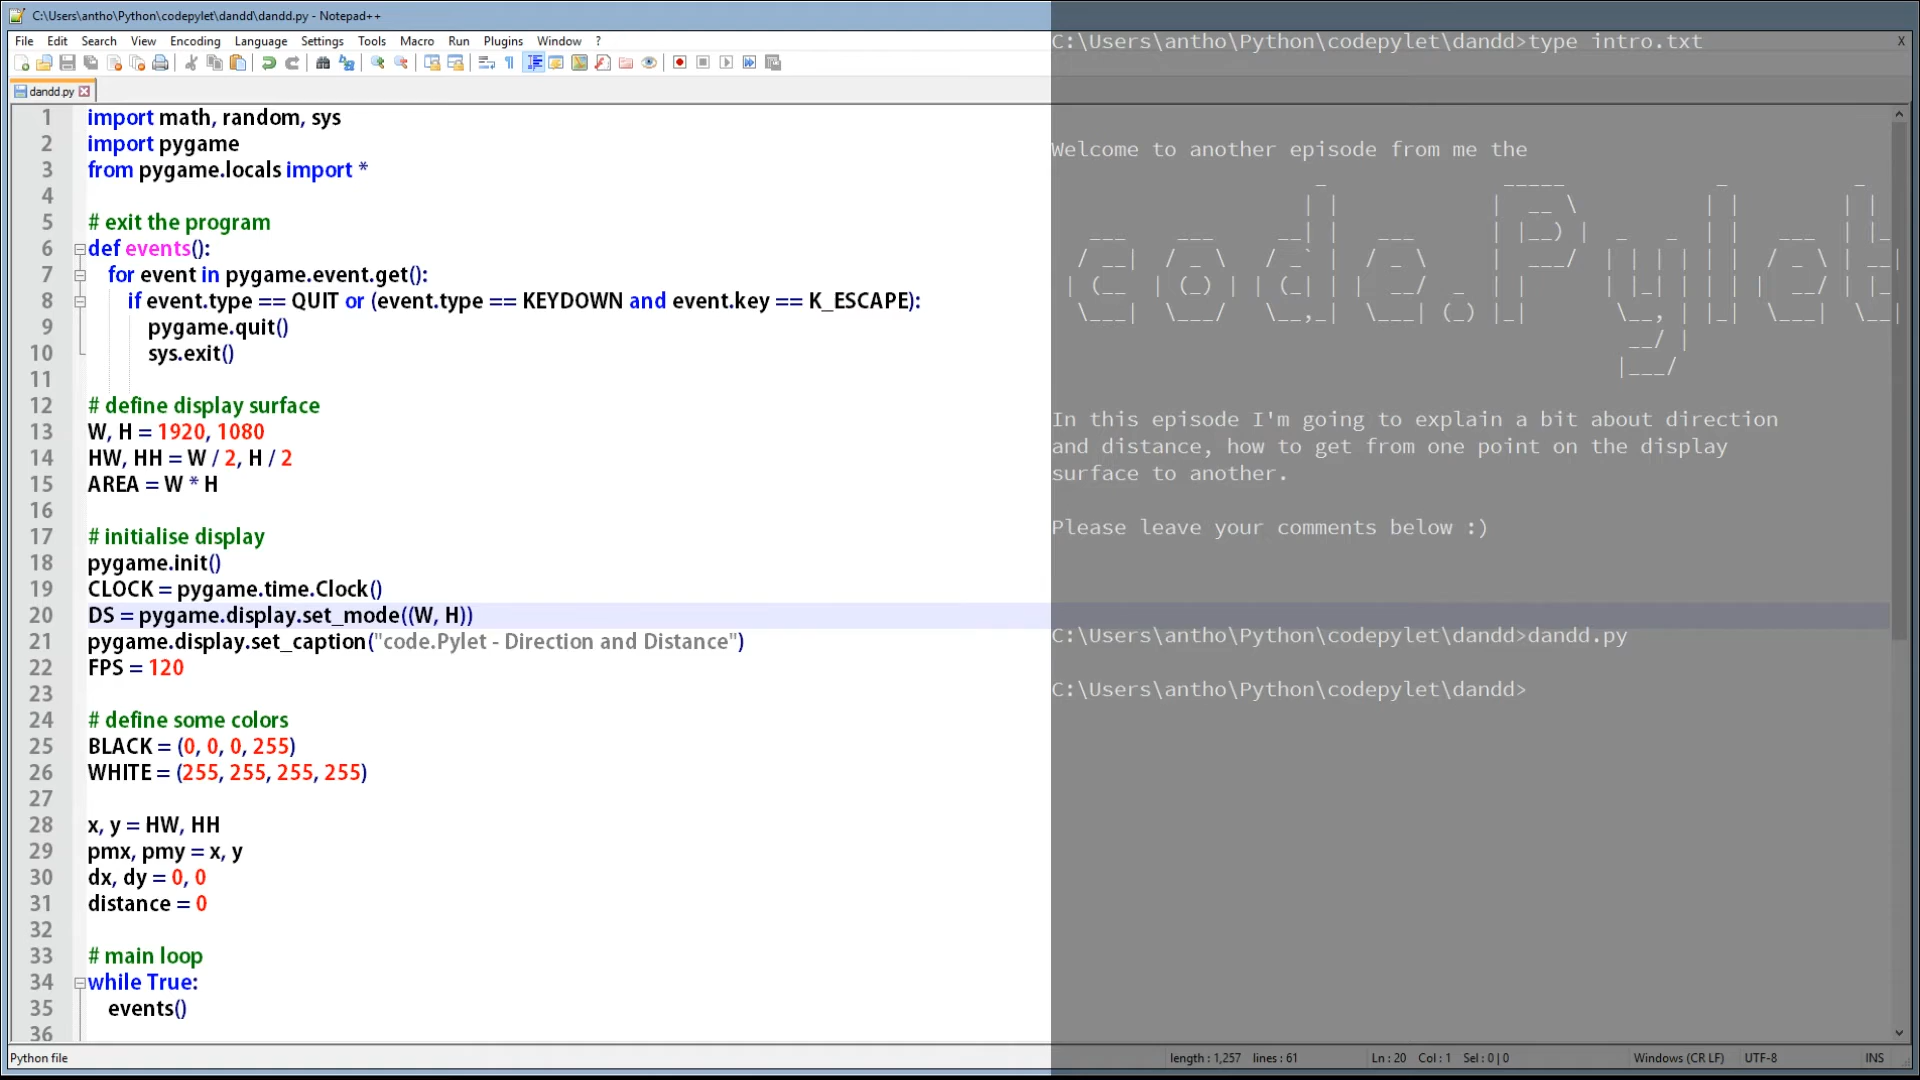 C:\Users\antho\Python\codepylet\dandd\dandd.py - Notepad++
File Edit Search View Encoding Language Settings Tools Macro Run Plugins Window ?
X
dandd.py
1 import math, random, sys
2 import pygame
3 from pygame.locals import *
4
5 # exit the program
6 def events():
7 for event in pygame.event.get():
8 if event.type == QUIT or (event.type == KEYDOWN and event.key == K_ESCAPE):
9 pygame.quit()
10 sys.exit()
11
12 # define display surface
13 W, H = 1920, 1080
14 HW, HH = W / 2, H / 2
15 AREA = W * H
16
17 # initialise display
18 pygame.init()
19 CLOCK = pygame.time.Clock()
20 DS = pygame.display.set_mode((W, H))
21 pygame.display.set_caption("code.Pylet - Direction and Distance")
22 FPS = 120
23
24 # define some colors
25 BLACK = (0, 0, 0, 255)
26 WHITE = (255, 255, 255, 255)
27
28 x, y = HW, HH
29 pmx, pmy = x, y
30 dx, dy = 0, 0
31 distance = 0
32
33 # main loop
34 while True:
35 events()
36
C:\Users\antho\Python\codepylet\dandd>type intro.txt
Welcome to another episode from me the
code.Pylet
In this episode I'm going to explain a bit about direction
and distance, how to get from one point on the display
surface to another.
Please leave your comments below :)
C:\Users\antho\Python\codepylet\dandd>dandd.py
C:\Users\antho\Python\codepylet\dandd>
Python file
length : 1,257 lines : 61
Ln : 20 Col : 1 Sel : 0 | 0
Windows (CR LF)
UTF-8
INS